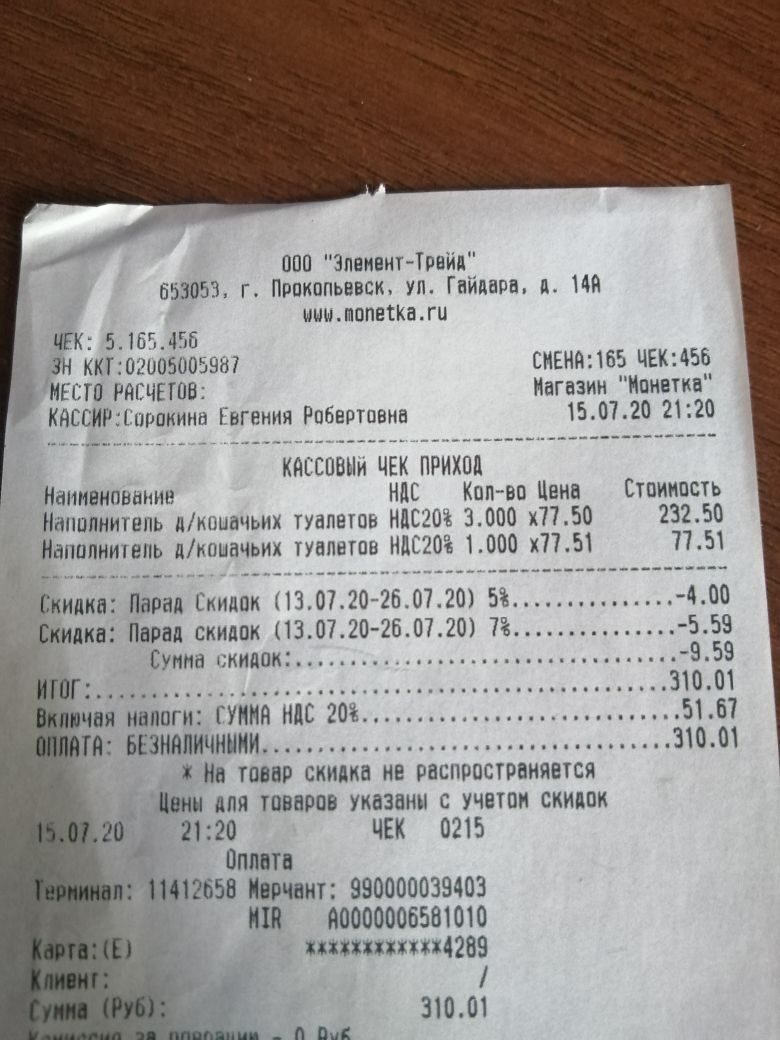 ООО "Элемент-Трейд"
653053, г. Прокопьевск, ул. Гайдара, д. 14А
www.monetka.ru
ЧЕК: 5.165.456
ЗН ККТ:02005005987 СМЕНА:165 ЧЕК:456
МЕСТО РАСЧЕТОВ: Магазин "Монетка"
КАССИР:Сорокина Евгения Робертовна 15.07.20 21:20
КАССОВЫЙ ЧЕК ПРИХОД
Наименование НДС Кол-во Цена Стоимость
Наполнитель д/кошачьих туалетов НДС20% 3.000 х77.50 232.50
Наполнитель д/кошачьих туалетов НДС20% 1.000 х77.51 77.51
Скидка: Парад Скидок (13.07.20-26.07.20) 5%...............-4.00
Скидка: Парад скидок (13.07.20-26.07.20) 7%...............-5.59
Сумма скидок:...................................-9.59
ИТОГ:.....................................................310.01
Включая налоги: СУММА НДС 20%.............................51.67
ОПЛАТА: БЕЗНАЛИЧНЫМИ.....................................310.01
* На товар скидка не распространяется
Цены для товаров указаны с учетом скидок
15.07.20 21:20 ЧЕК 0215
Оплата
Терминал: 11412658 Мерчант: 990000039403
MIR A0000006581010
Карта:(E) ************4289
Клиент: /
Сумма (Руб): 310.01
Комиссия за операцию - 0 Руб